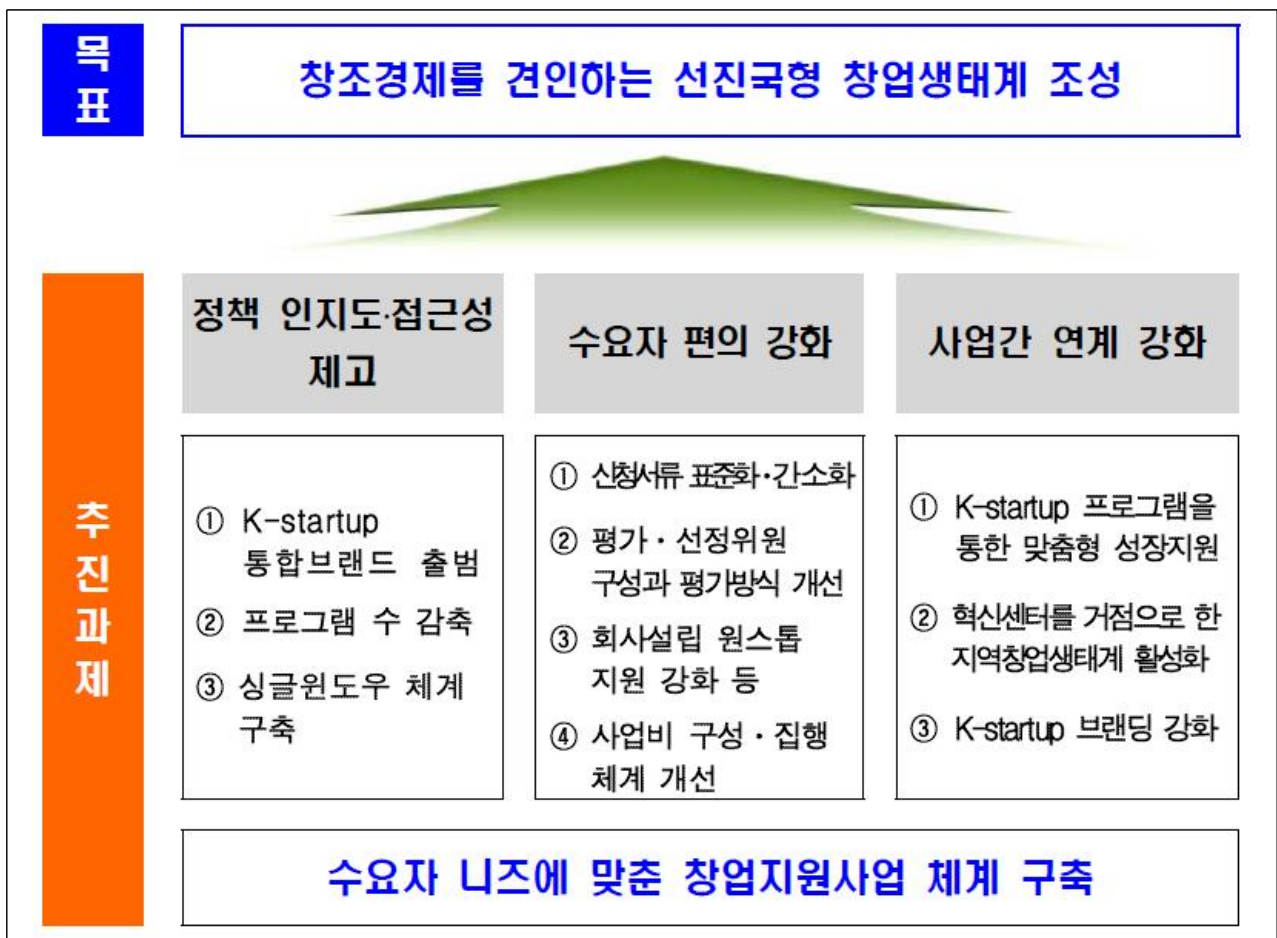 목
표
창조경제를 견인하는 선진국형 창업생태계 조성
추
진
과
제
정책 인지도·접근성
제고
① K-startup
통합브랜드 출범
② 프로그램 수 감축
③ 싱글윈도우 체계
구축
수요자 편의 강화
① 신청서류 표준화·간소화
② 평가·선정위원
구성과 평가방식 개선
③ 회사설립 원스톱
지원 강화 등
④ 사업비 구성·집행
체계 개선
사업간 연계 강화
① K-startup 프로그램을
통한 맞춤형 성장지원
② 혁신센터를 거점으로 한
지역창업생태계 활성화
③ K-startup 브랜딩 강화
수요자 니즈에 맞춘 창업지원사업 체계 구축